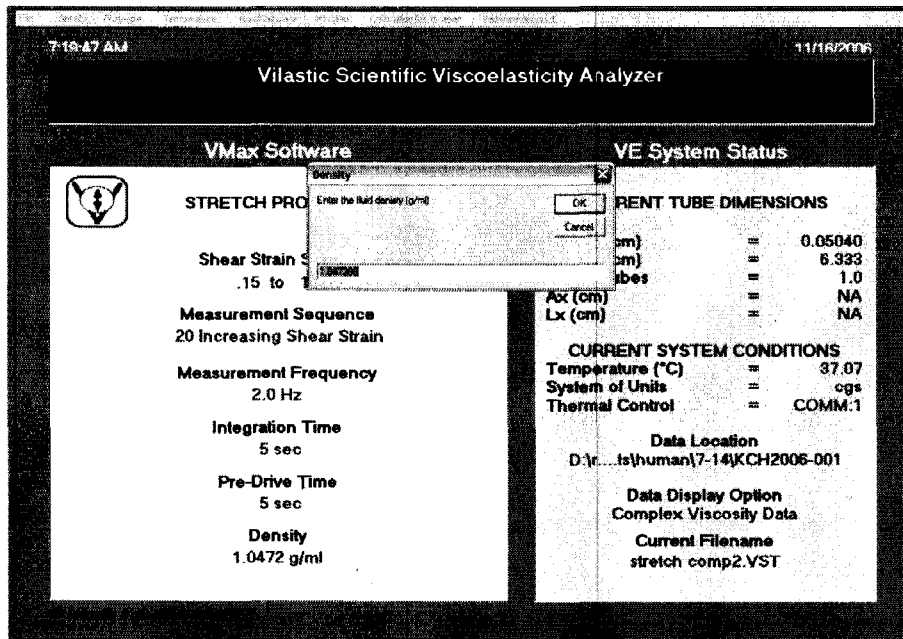 7:19:47 AM
11/16/2006
Vilastic Scientific Viscoelasticity Analyzer
VMax Software
VE System Status
Density
Enter the fluid density (g/ml)
OK
Cancel
STRETCH PRO
RENT TUBE DIMENSIONS
Shear Strain S
.15 to 1
cm) = 0.05040
cm) = 6.333
bes = 1.0
Ax (cm) = NA
Lx (cm) = NA
Measurement Sequence
20 Increasing Shear Strain
Measurement Frequency
2.0 Hz
Integration Time
5 sec
Pre-Drive Time
5 sec
Density
1.0472 g/ml
CURRENT SYSTEM CONDITIONS
Temperature (°C) = 37.07
System of Units = cgs
Thermal Control = COMM:1
Data Location
D:\r....ts\human\7-14\KCH2006-001
Data Display Option
Complex Viscosity Data
Current Filename
stretch comp2.VST